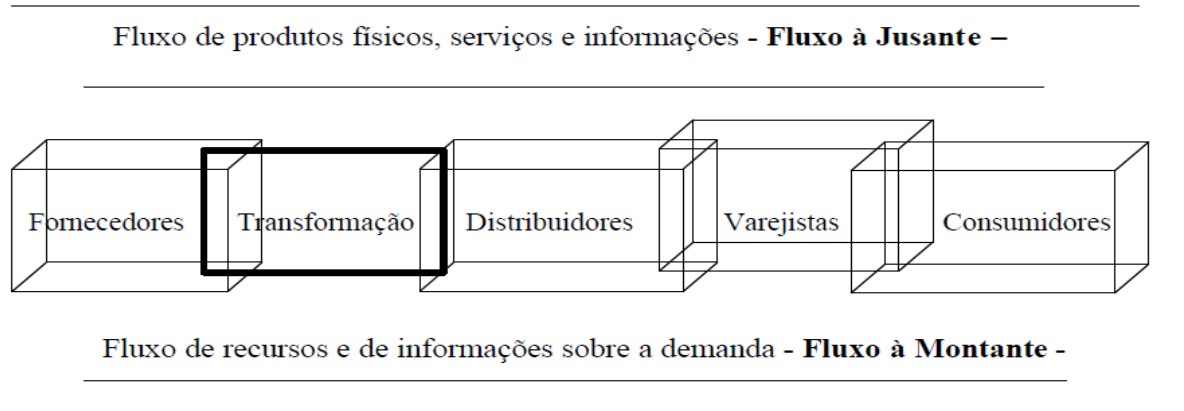 Fluxo de produtos físicos, serviços e informações - Fluxo à Jusante –
Fornecedores Transformação Distribuidores Varejistas Consumidores
Fluxo de recursos e de informações sobre a demanda - Fluxo à Montante -